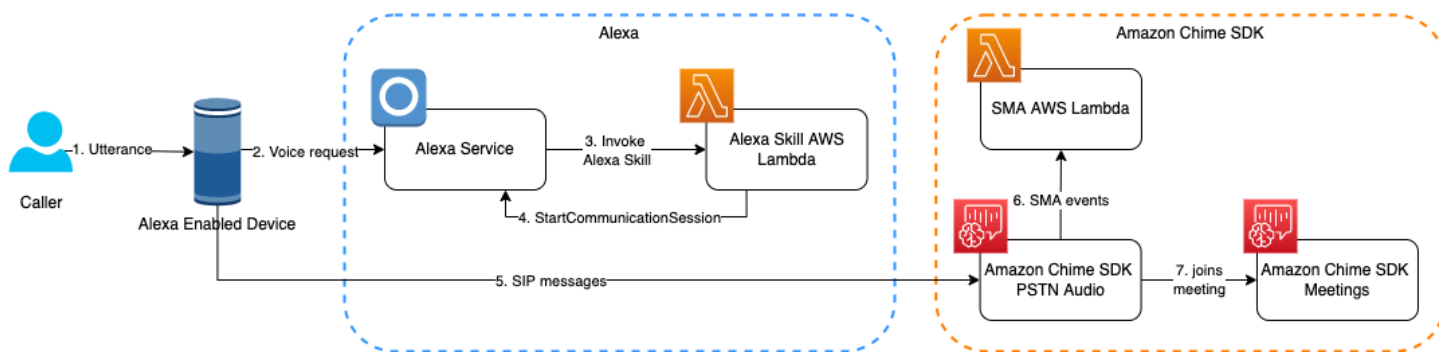 Alexa
Amazon Chime SDK
SMA AWS Lambda
1. Utterance
2. Voice request
Alexa Service
3. Invoke
Alexa Skill
Alexa Skill AWS
Lambda
Caller
Alexa Enabled Device
4. StartCommunicationSession
6. SMA events
5. SIP messages
Amazon Chime SDK
PSTN Audio
7. joins
meeting
Amazon Chime SDK
Meetings